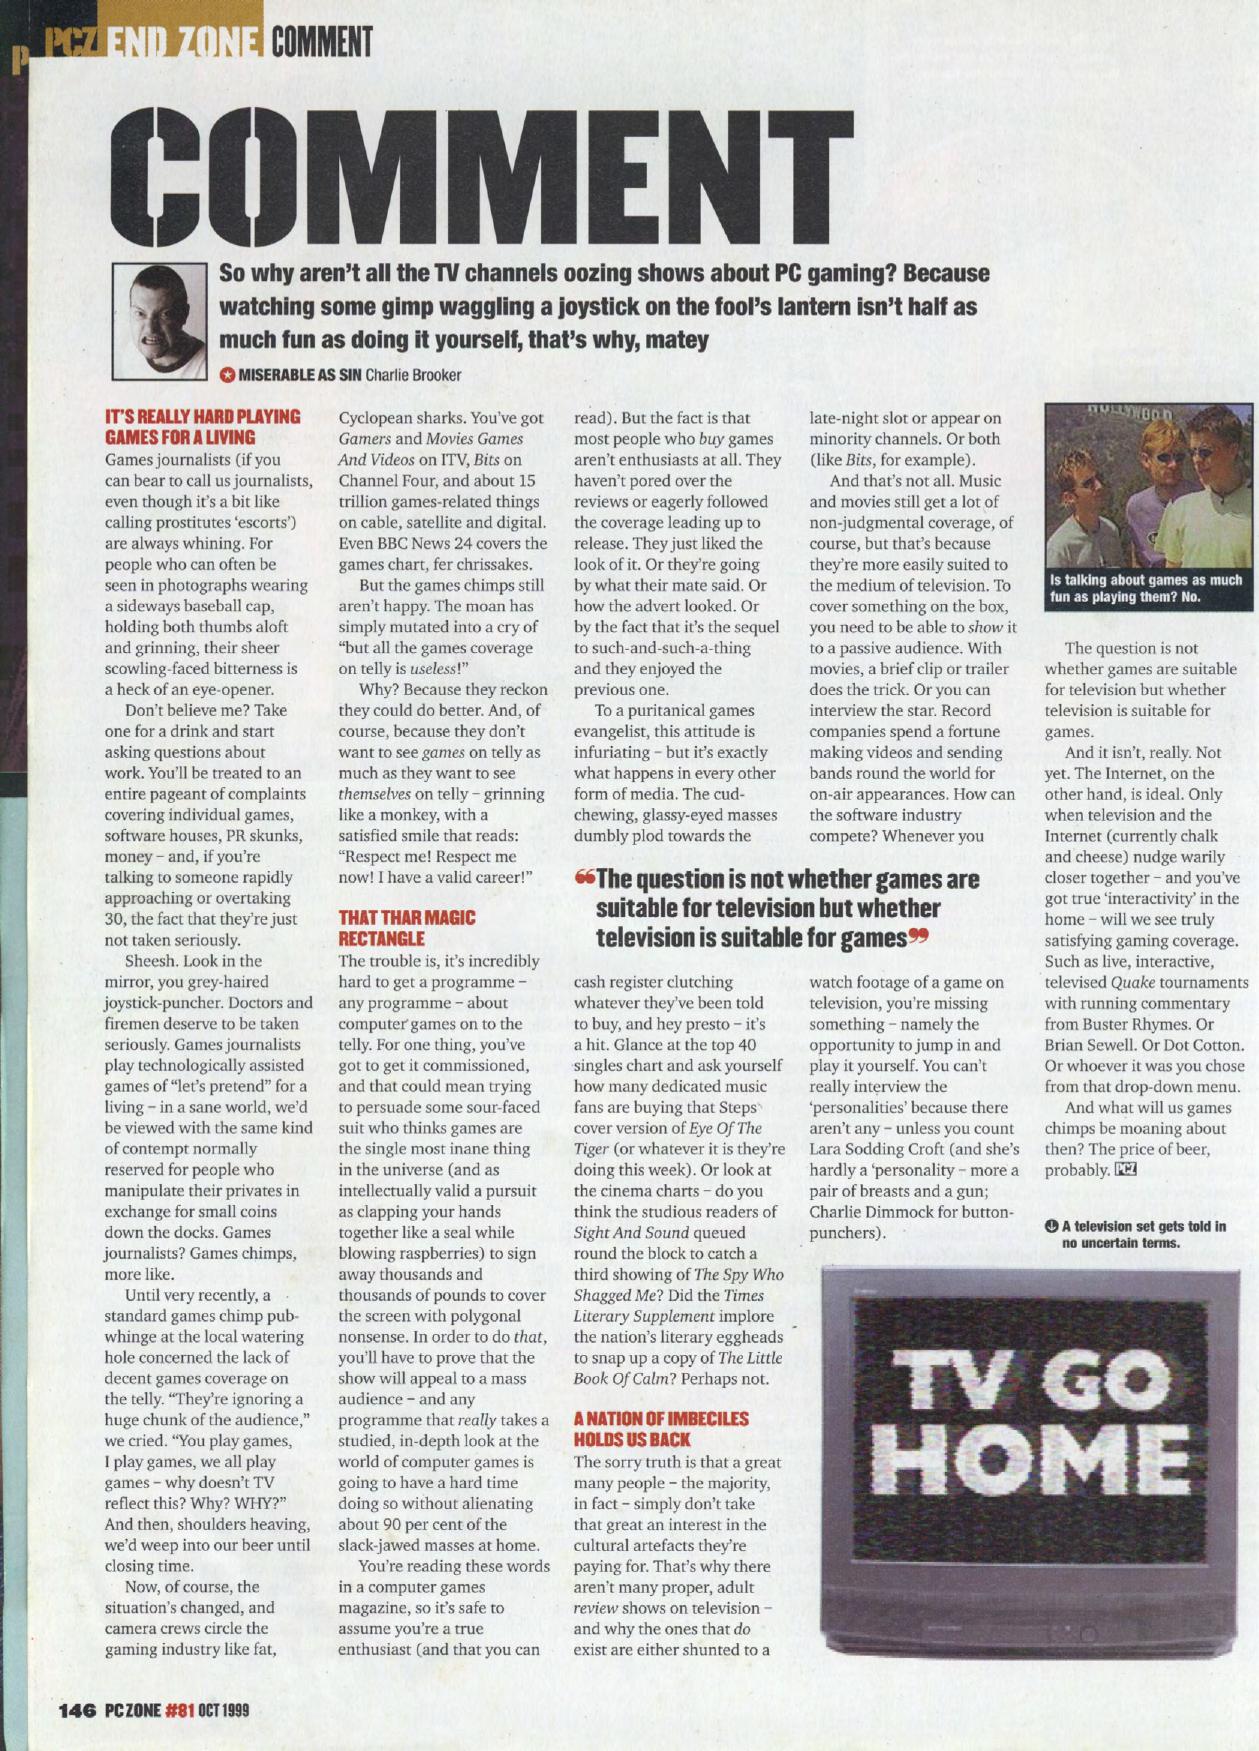 PCZ END ZONE COMMENT
COMMENT
So why aren't all the TV channels oozing shows about PC gaming? Because
watching some gimp waggling a joystick on the fool's lantern isn't half as
much fun as doing it yourself, that's why, matey
MISERABLE AS SIN Charlie Brooker
IT'S REALLY HARD PLAYING
GAMES FOR A LIVING
Games journalists (if you
can bear to call us journalists,
even though it's a bit like
calling prostitutes 'escorts')
are always whining. For
people who can often be
seen in photographs wearing
a sideways baseball cap,
holding both thumbs aloft
and grinning, their sheer
scowling-faced bitterness is
a heck of an eye-opener.
Don't believe me? Take
one for a drink and start
asking questions about
work. You'll be treated to an
entire pageant of complaints
covering individual games,
software houses, PR skunks,
money – and, if you're
talking to someone rapidly
approaching or overtaking
30, the fact that they're just
not taken seriously.
Sheesh. Look in the
mirror, you grey-haired
joystick-puncher. Doctors and
firemen deserve to be taken
seriously. Games journalists
play technologically assisted
games of "let's pretend" for a
living – in a sane world, we'd
be viewed with the same kind
of contempt normally
reserved for people who
manipulate their privates in
exchange for small coins
down the docks. Games
journalists? Games chimps,
more like.
Until very recently, a
standard games chimp pub-
whinge at the local watering
hole concerned the lack of
decent games coverage on
the telly. "They're ignoring a
huge chunk of the audience,"
we cried. "You play games,
I play games, we all play
games – why doesn't TV
reflect this? Why? WHY?"
And then, shoulders heaving,
we'd weep into our beer until
closing time.
Now, of course, the
situation's changed, and
camera crews circle the
gaming industry like fat,
Cyclopean sharks. You've got
Gamers and Movies Games
And Videos on ITV, Bits on
Channel Four, and about 15
trillion games-related things
on cable, satellite and digital.
Even BBC News 24 covers the
games chart, fer chrissakes.
But the games chimps still
aren't happy. The moan has
simply mutated into a cry of
"but all the games coverage
on telly is useless!"
Why? Because they reckon
they could do better. And, of
course, because they don't
want to see games on telly as
much as they want to see
themselves on telly – grinning
like a monkey, with a
satisfied smile that reads:
"Respect me! Respect me
now! I have a valid career!"
THAT THAR MAGIC
RECTANGLE
The trouble is, it's incredibly
hard to get a programme –
any programme – about
computer games on to the
telly. For one thing, you've
got to get it commissioned,
and that could mean trying
to persuade some sour-faced
suit who thinks games are
the single most inane thing
in the universe (and as
intellectually valid a pursuit
as clapping your hands
together like a seal while
blowing raspberries) to sign
away thousands and
thousands of pounds to cover
the screen with polygonal
nonsense. In order to do that,
you'll have to prove that the
show will appeal to a mass
audience – and any
programme that really takes a
studied, in-depth look at the
world of computer games is
going to have a hard time
doing so without alienating
about 90 per cent of the
slack-jawed masses at home.
You're reading these words
in a computer games
magazine, so it's safe to
assume you're a true
enthusiast (and that you can
read). But the fact is that
most people who buy games
aren't enthusiasts at all. They
haven't pored over the
reviews or eagerly followed
the coverage leading up to
release. They just liked the
look of it. Or they're going
by what their mate said. Or
how the advert looked. Or
by the fact that it's the sequel
to such-and-such-a-thing
and they enjoyed the
previous one.
To a puritanical games
evangelist, this attitude is
infuriating – but it's exactly
what happens in every other
form of media. The cud-
chewing, glassy-eyed masses
dumbly plod towards the
"The question is not whether games are
suitable for television but whether
television is suitable for games"
cash register clutching
whatever they've been told
to buy, and hey presto – it's
a hit. Glance at the top 40
singles chart and ask yourself
how many dedicated music
fans are buying that Steps
cover version of Eye Of The
Tiger (or whatever it is they're
doing this week). Or look at
the cinema charts – do you
think the studious readers of
Sight And Sound queued
round the block to catch a
third showing of The Spy Who
Shagged Me? Did the Times
Literary Supplement implore
the nation's literary eggheads
to snap up a copy of The Little
Book Of Calm? Perhaps not.
A NATION OF IMBECILES
HOLDS US BACK
The sorry truth is that a great
many people – the majority,
in fact – simply don't take
that great an interest in the
cultural artefacts they're
paying for. That's why there
aren't many proper, adult
review shows on television –
and why the ones that do
exist are either shunted to a
late-night slot or appear on
minority channels. Or both
(like Bits, for example).
And that's not all. Music
and movies still get a lot of
non-judgmental coverage, of
course, but that's because
they're more easily suited to
the medium of television. To
cover something on the box,
you need to be able to show it
to a passive audience. With
movies, a brief clip or trailer
does the trick. Or you can
interview the star. Record
companies spend a fortune
making videos and sending
bands round the world for
on-air appearances. How can
the software industry
compete? Whenever you
watch footage of a game on
television, you're missing
something – namely the
opportunity to jump in and
play it yourself. You can't
really interview the
'personalities' because there
aren't any – unless you count
Lara Sodding Croft (and she's
hardly a 'personality – more a
pair of breasts and a gun;
Charlie Dimmock for button-
punchers).
HOLLYWOOD
Is talking about games as much
fun as playing them? No.
The question is not
whether games are suitable
for television but whether
television is suitable for
games.
And it isn't, really. Not
yet. The Internet, on the
other hand, is ideal. Only
when television and the
Internet (currently chalk
and cheese) nudge warily
closer together – and you've
got true 'interactivity' in the
home – will we see truly
satisfying gaming coverage.
Such as live, interactive,
televised Quake tournaments
with running commentary
from Buster Rhymes. Or
Brian Sewell. Or Dot Cotton.
Or whoever it was you chose
from that drop-down menu.
And what will us games
chimps be moaning about
then? The price of beer,
probably. PCZ
A television set gets told in
no uncertain terms.
TV GO
HOME
146 PC ZONE #81 OCT 1999